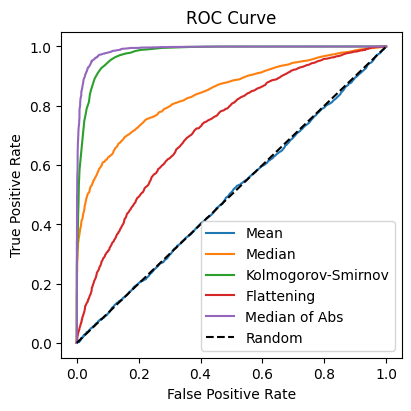 ROC Curve
True Positive Rate
1.0
0.8
0.6
0.4
0.2
0.0
Mean
Median
Kolmogorov-Smirnov
Flattening
Median of Abs
Random
0.0 0.2 0.4 0.6 0.8 1.0
False Positive Rate